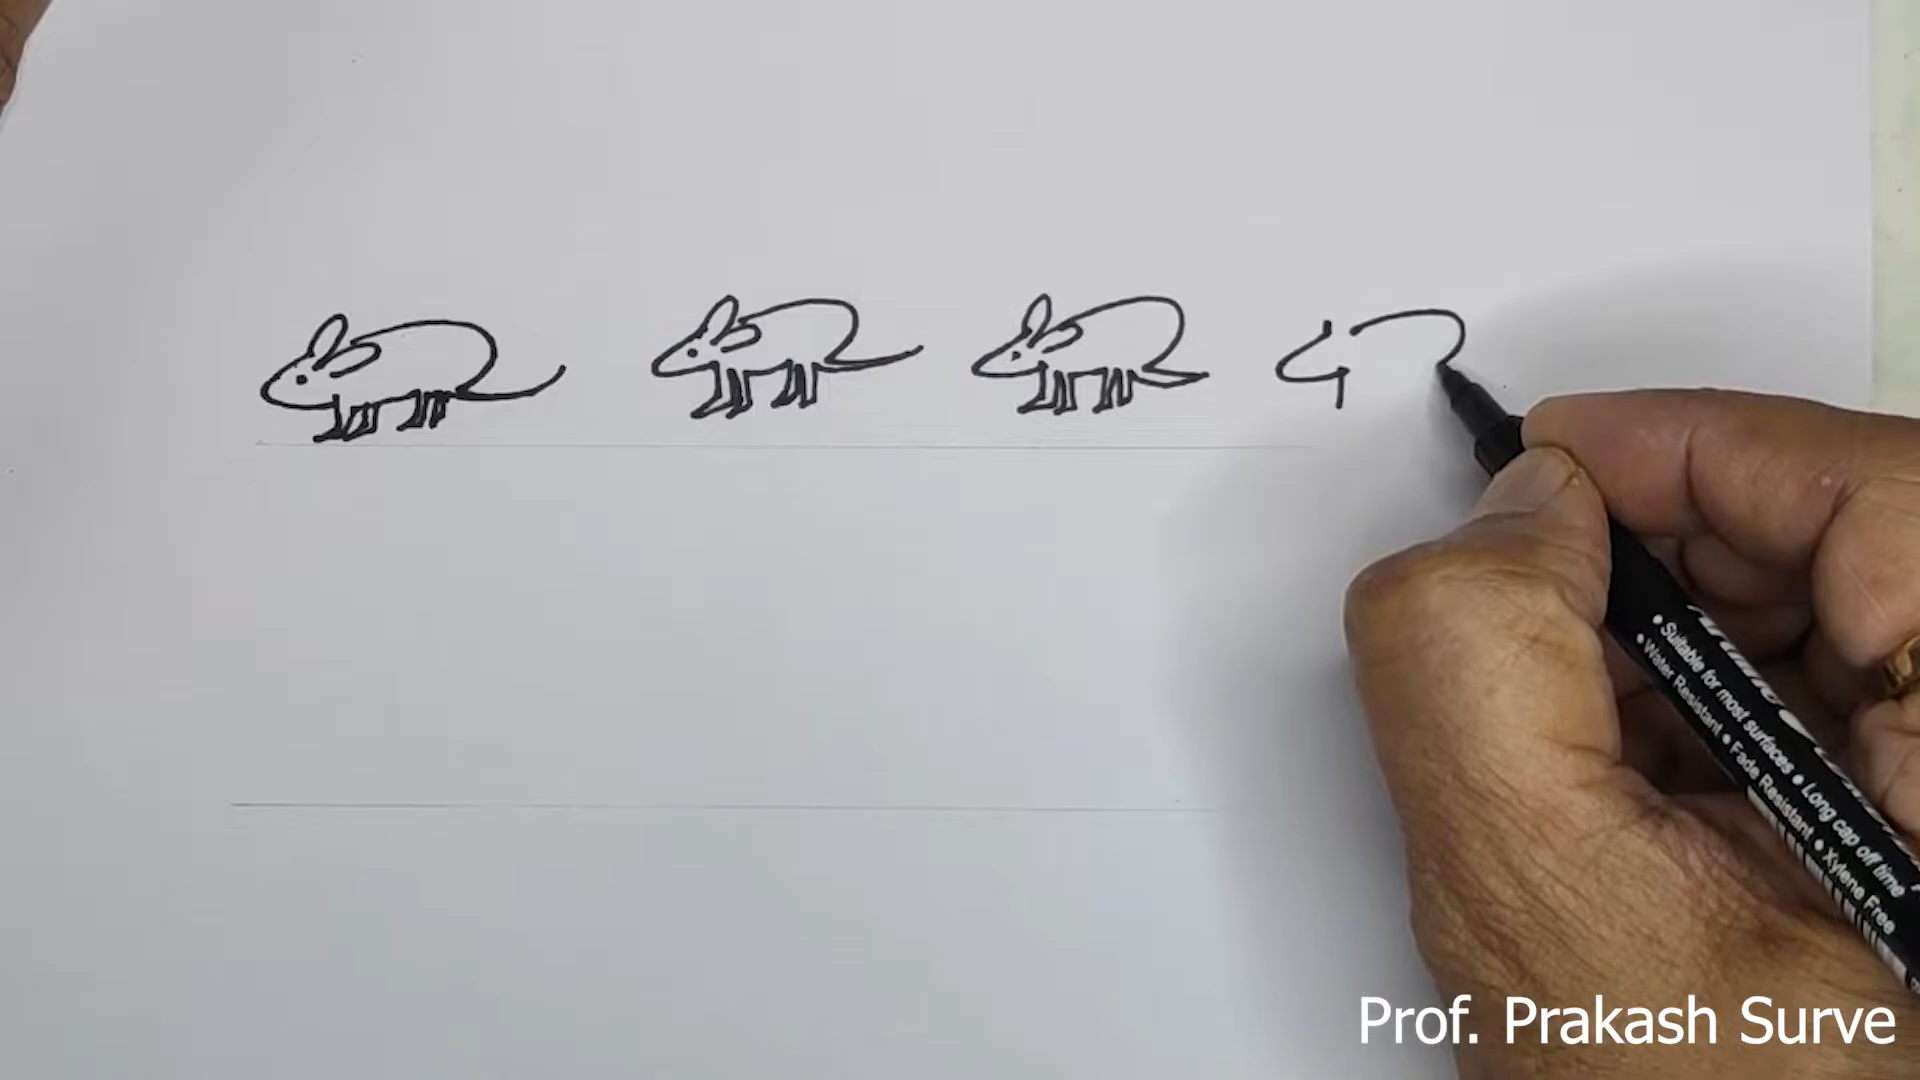 • Suitable for most surfaces • Long cap off time
• Water Resistant • Fade Resistant • Xylene Free
Prof. Prakash Surve